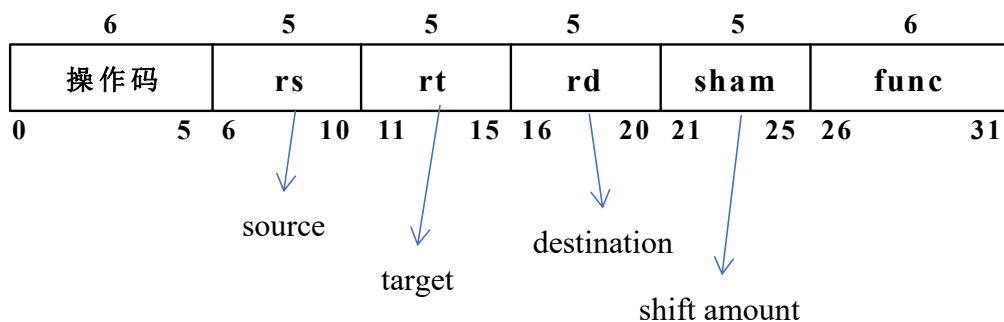 6 5 5 5 5 6
操作码 rs rt rd sham func
0 5 6 10 11 15 16 20 21 25 26 31
source
destination
target
shift amount